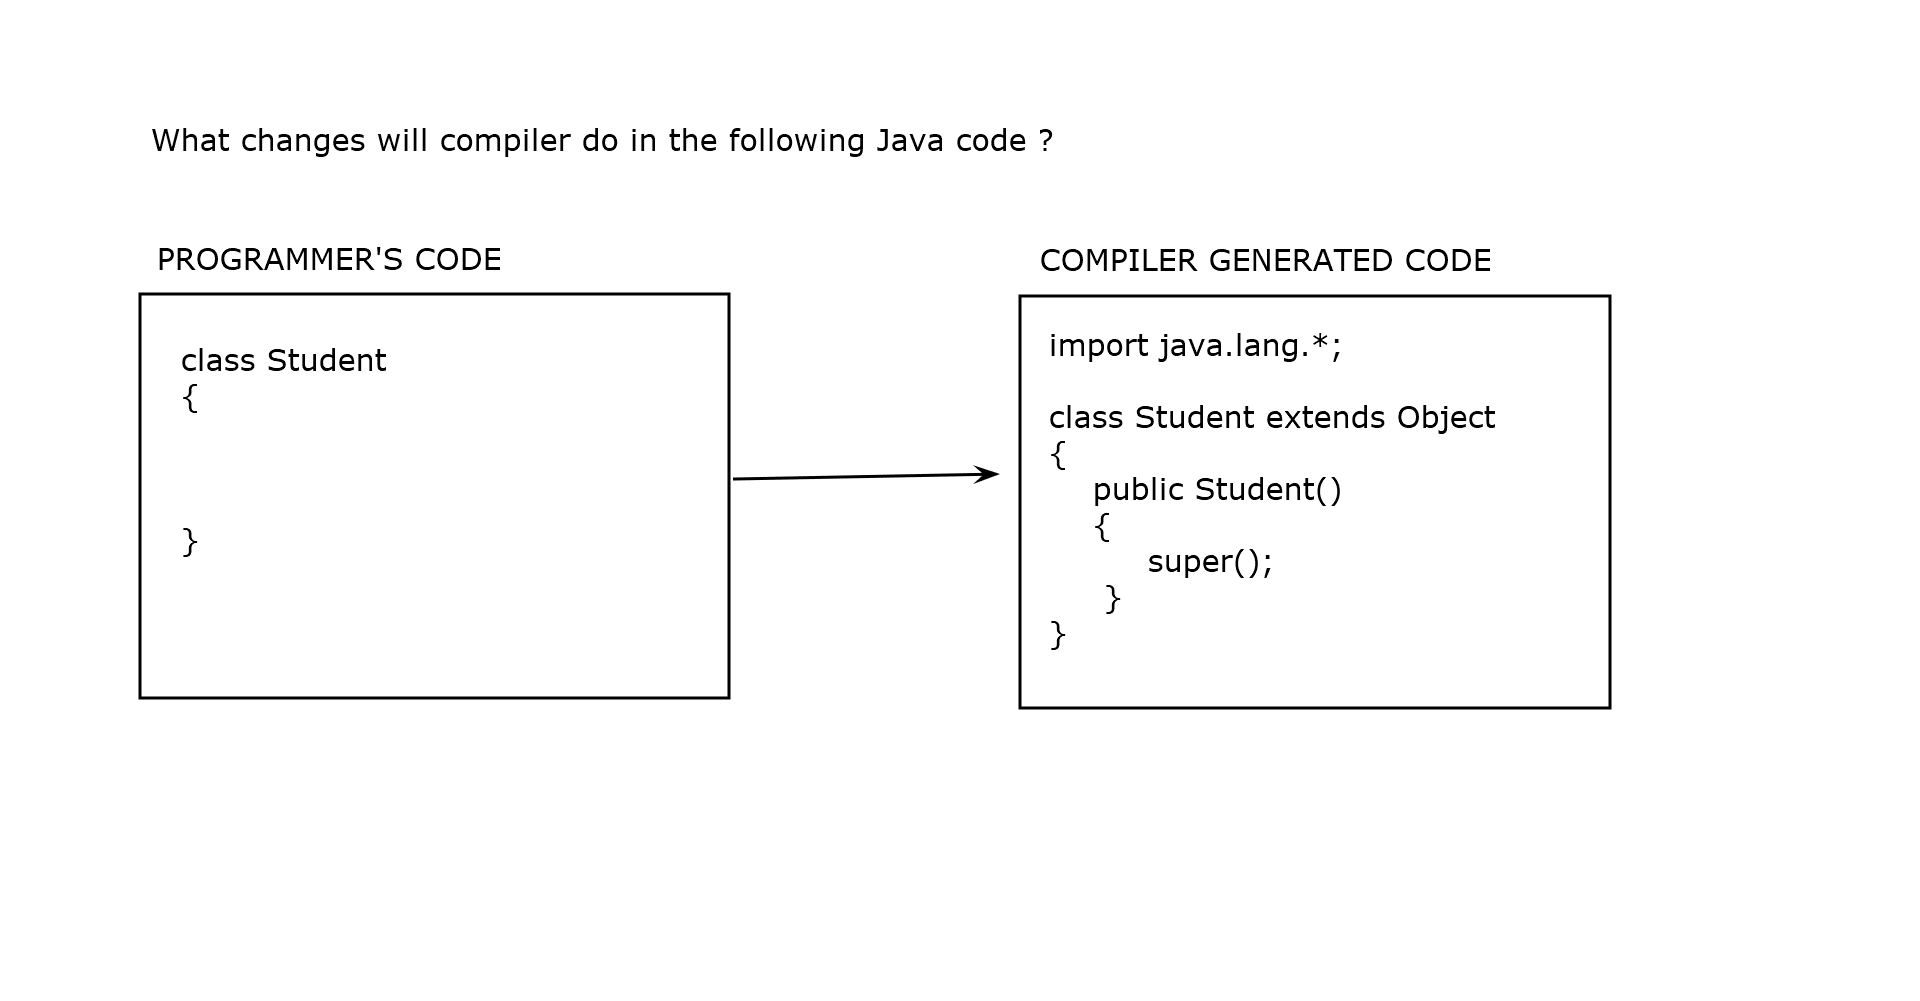 What changes will compiler do in the following Java code ?
PROGRAMMER'S CODE
class Student
{
}
COMPILER GENERATED CODE
import java.lang.*;
class Student extends Object
{
public Student()
{
super();
}
}